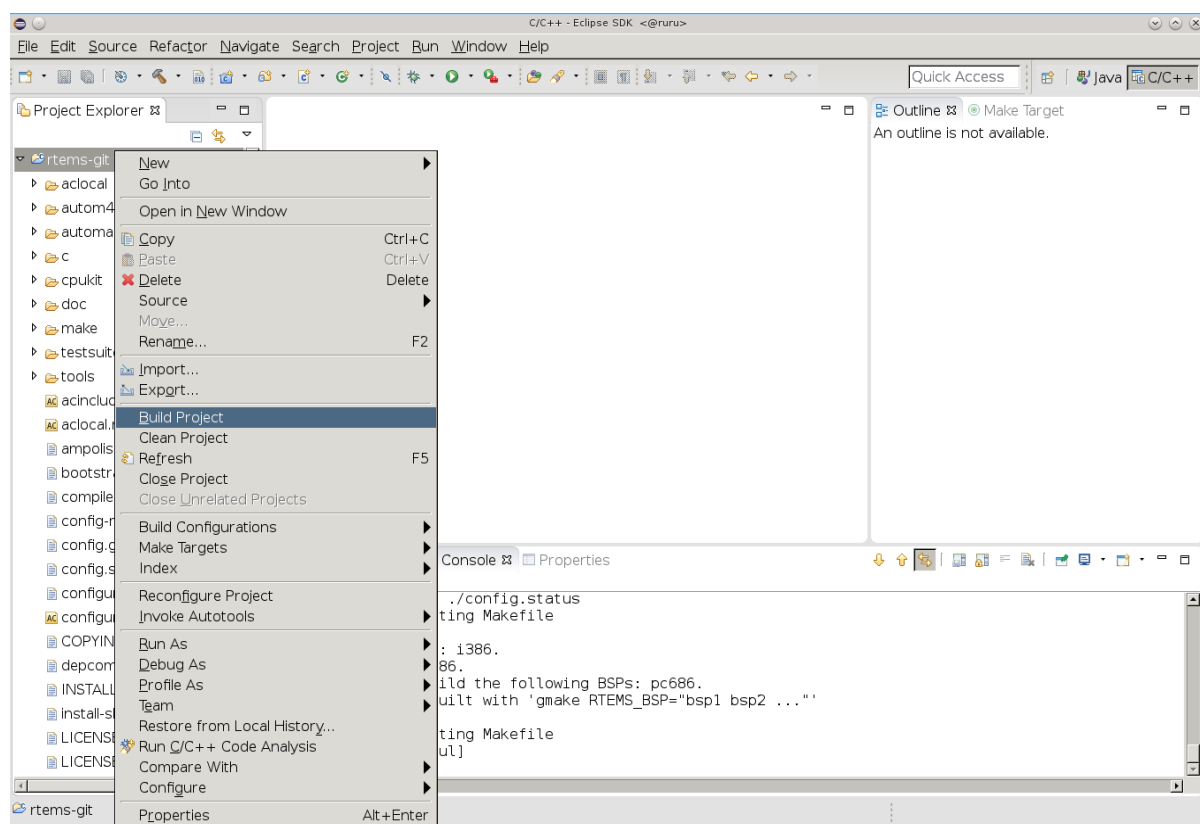 C/C++ - Eclipse SDK <@ruru>
File Edit Source Refactor Navigate Search Project Run Window Help
Quick Access Java C/C++
Project Explorer
Outline Make Target
An outline is not available.
rtems-git
aclocal
autom4
automa
c
cpukit
doc
make
testsuit
tools
acinclud
aclocal.
ampolis
bootstr
compile
config-
config.g
config.s
configu
configu
COPYIN
depcom
INSTALL
install-s
LICENSE
LICENSE
New
Go Into
Open in New Window
Copy Ctrl+C
Paste Ctrl+V
Delete Delete
Source
Move...
Rename... F2
Import...
Export...
Build Project
Clean Project
Refresh F5
Close Project
Close Unrelated Projects
Build Configurations
Make Targets
Index
Reconfigure Project
Invoke Autotools
Run As
Debug As
Profile As
Team
Restore from Local History...
Run C/C++ Code Analysis
Compare With
Configure
Properties Alt+Enter
Console Properties
./config.status
ting Makefile
: i386.
86.
ild the following BSPs: pc686.
uilt with 'gmake RTEMS_BSP="bsp1 bsp2 ..."'
ting Makefile
ul]
rtems-git